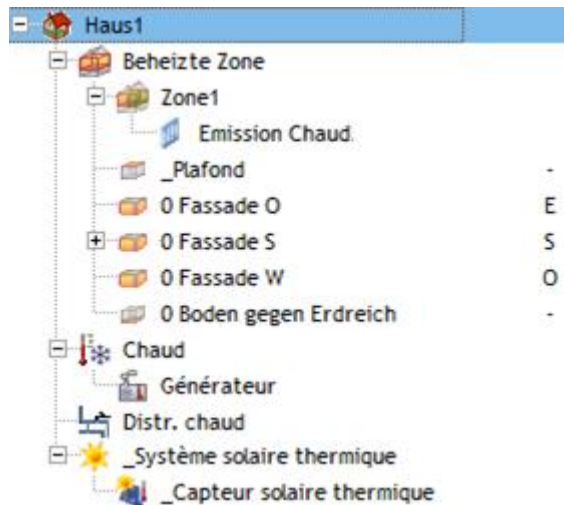 Haus1
Beheizte Zone
Zone1
Emission Chaud.
_Plafond -
0 Fassade O E
0 Fassade S S
0 Fassade W O
0 Boden gegen Erdreich -
Chaud
Générateur
Distr. chaud
_Système solaire thermique
_Capteur solaire thermique